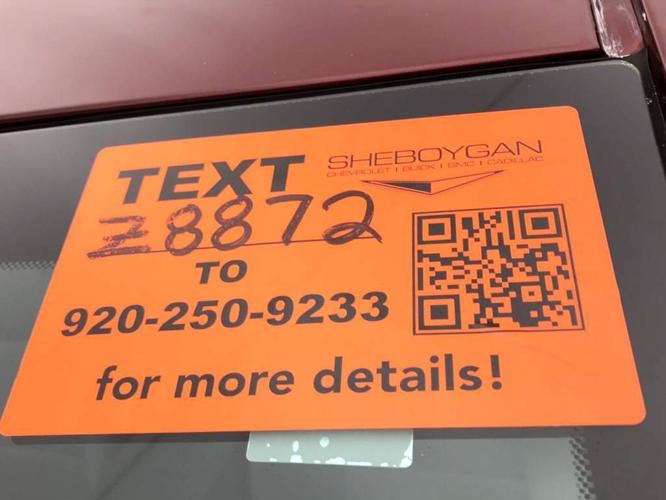 TEXT
SHEBOYGAN
CHEVROLET | BUICK | GMC | CADILLAC
Z8872
TO
920-250-9233
for more details!